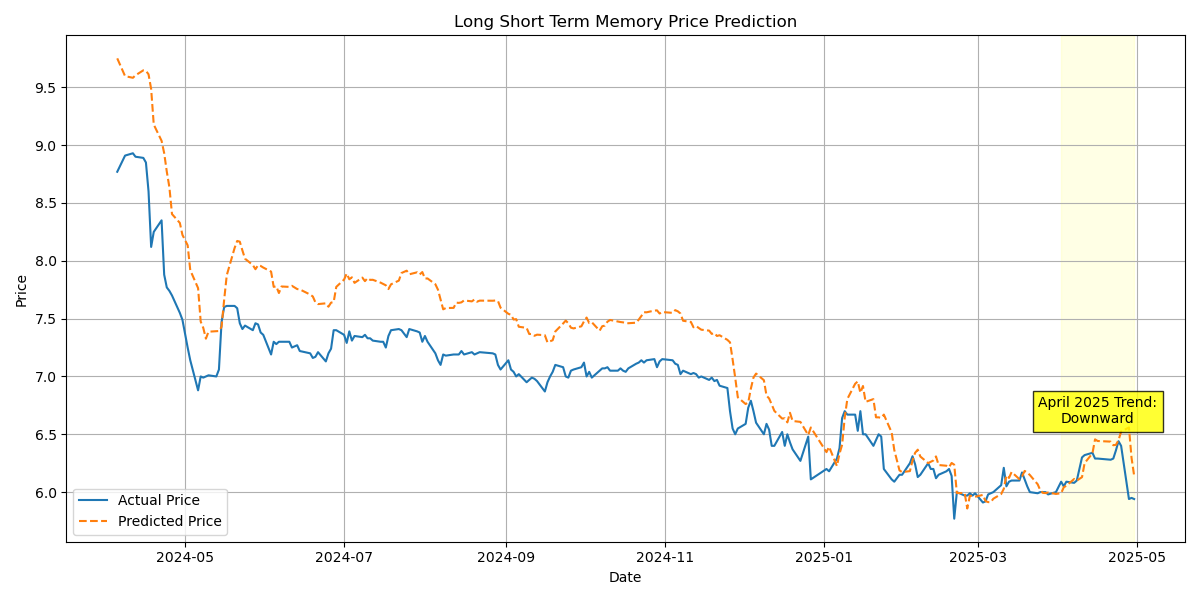 Long Short Term Memory Price Prediction
Price
9.5
9.0
8.5
8.0
7.5
7.0
6.5
6.0
April 2025 Trend:
Downward
Actual Price
Predicted Price
2024-05
2024-07
2024-09
2024-11
2025-01
2025-03
2025-05
Date